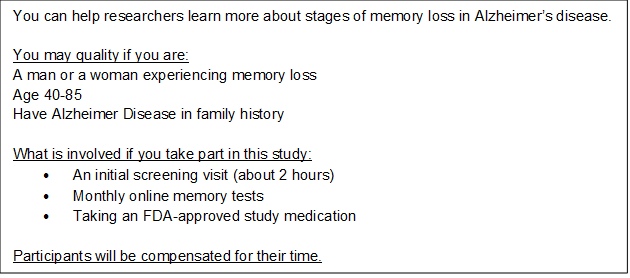 You can help researchers learn more about stages of memory loss in Alzheimer's disease.
You may quality if you are:
A man or a woman experiencing memory loss
Age 40-85
Have Alzheimer Disease in family history
What is involved if you take part in this study:
• An initial screening visit (about 2 hours)
• Monthly online memory tests
• Taking an FDA-approved study medication
Participants will be compensated for their time.